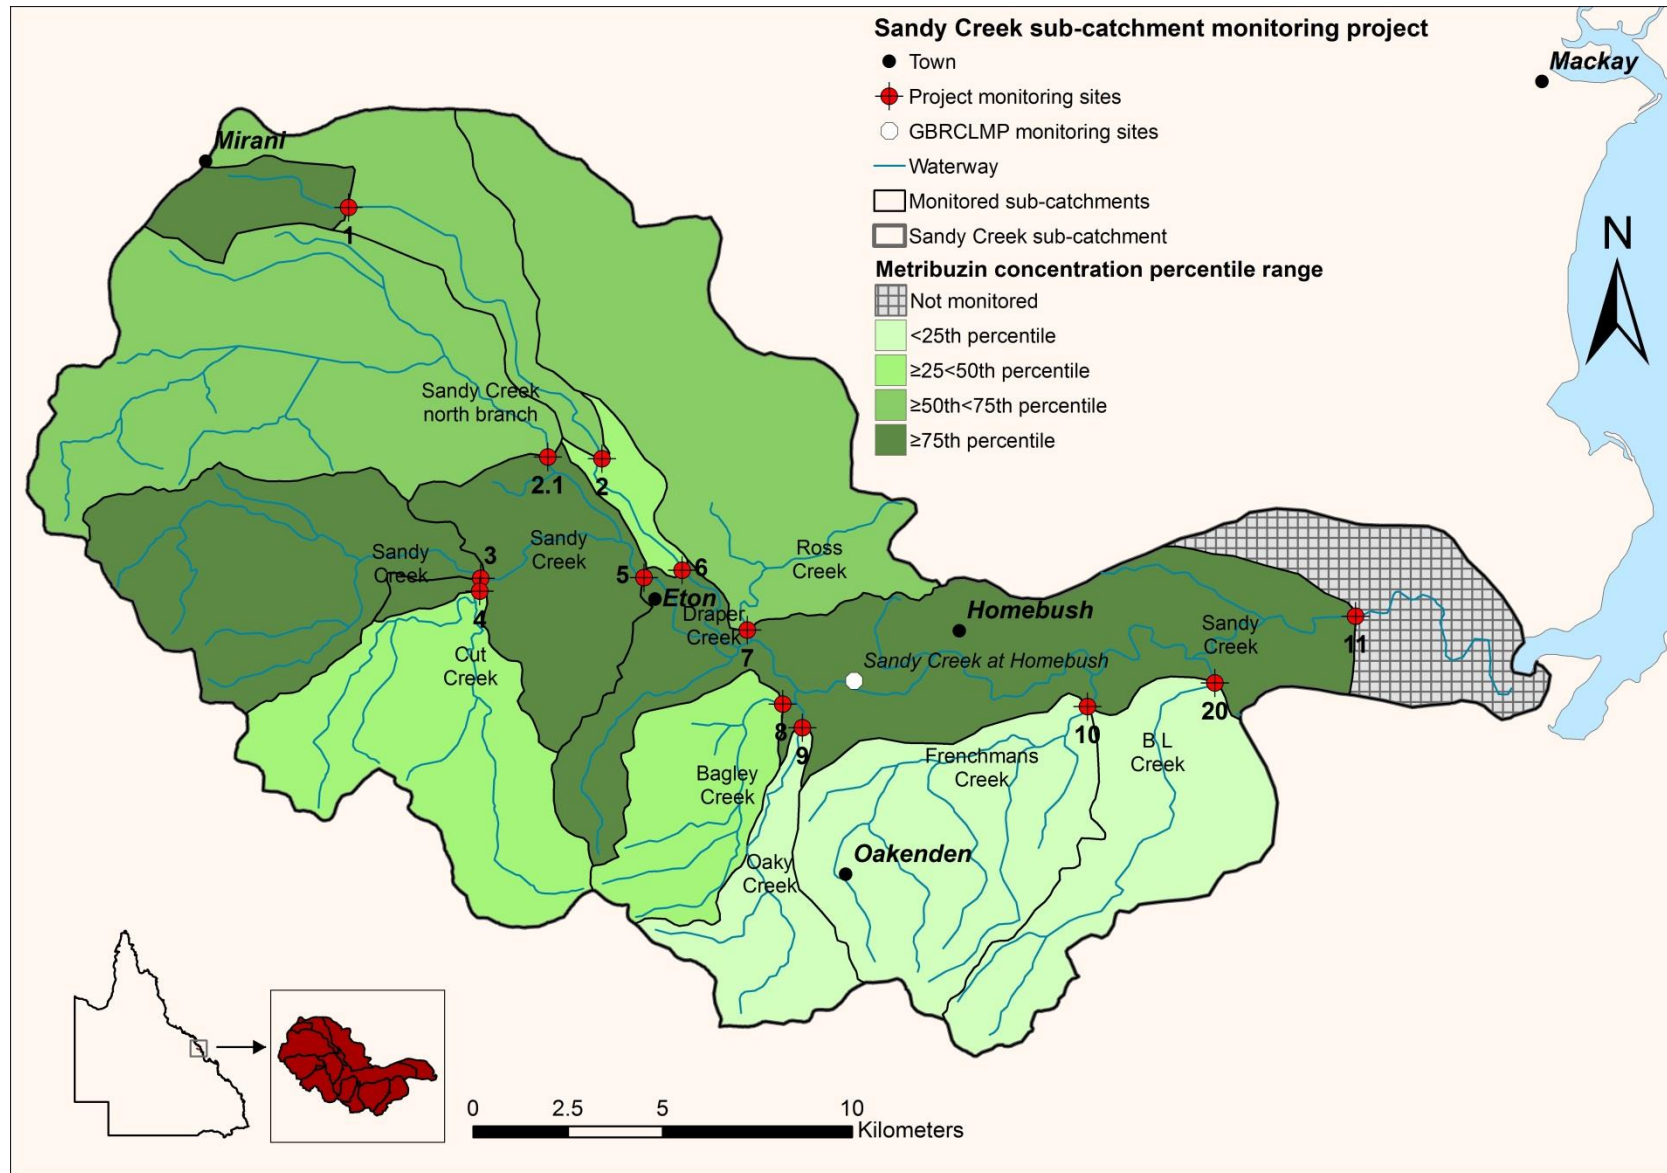 Sandy Creek sub-catchment monitoring project
Town
Project monitoring sites
GBRCLMP monitoring sites
Waterway
Monitored sub-catchments
Sandy Creek sub-catchment
Metribuzin concentration percentile range
Not monitored
<25th percentile
≥25<50th percentile
≥50th<75th percentile
≥75th percentile
Mackay
N
Mirani
1
Sandy Creek
north branch
2.1
2
3
Sandy
Creek
Sandy
Creek
4
5
6
Eton
Ross
Creek
Draper
Creek
7
Cut
Creek
Homebush
Sandy Creek at Homebush
Sandy
Creek
11
8
9
10
20
Bagley
Creek
Frenchmans
Creek
B L
Creek
Oaky
Creek
Oakenden
0
2.5
5
10
Kilometers